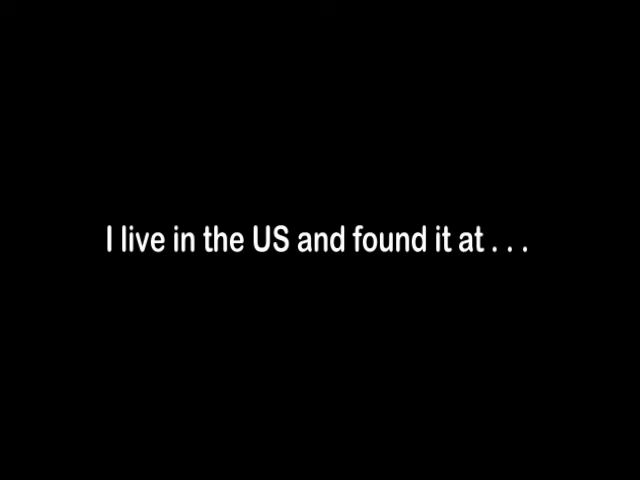 I live in the US and found it at . . .